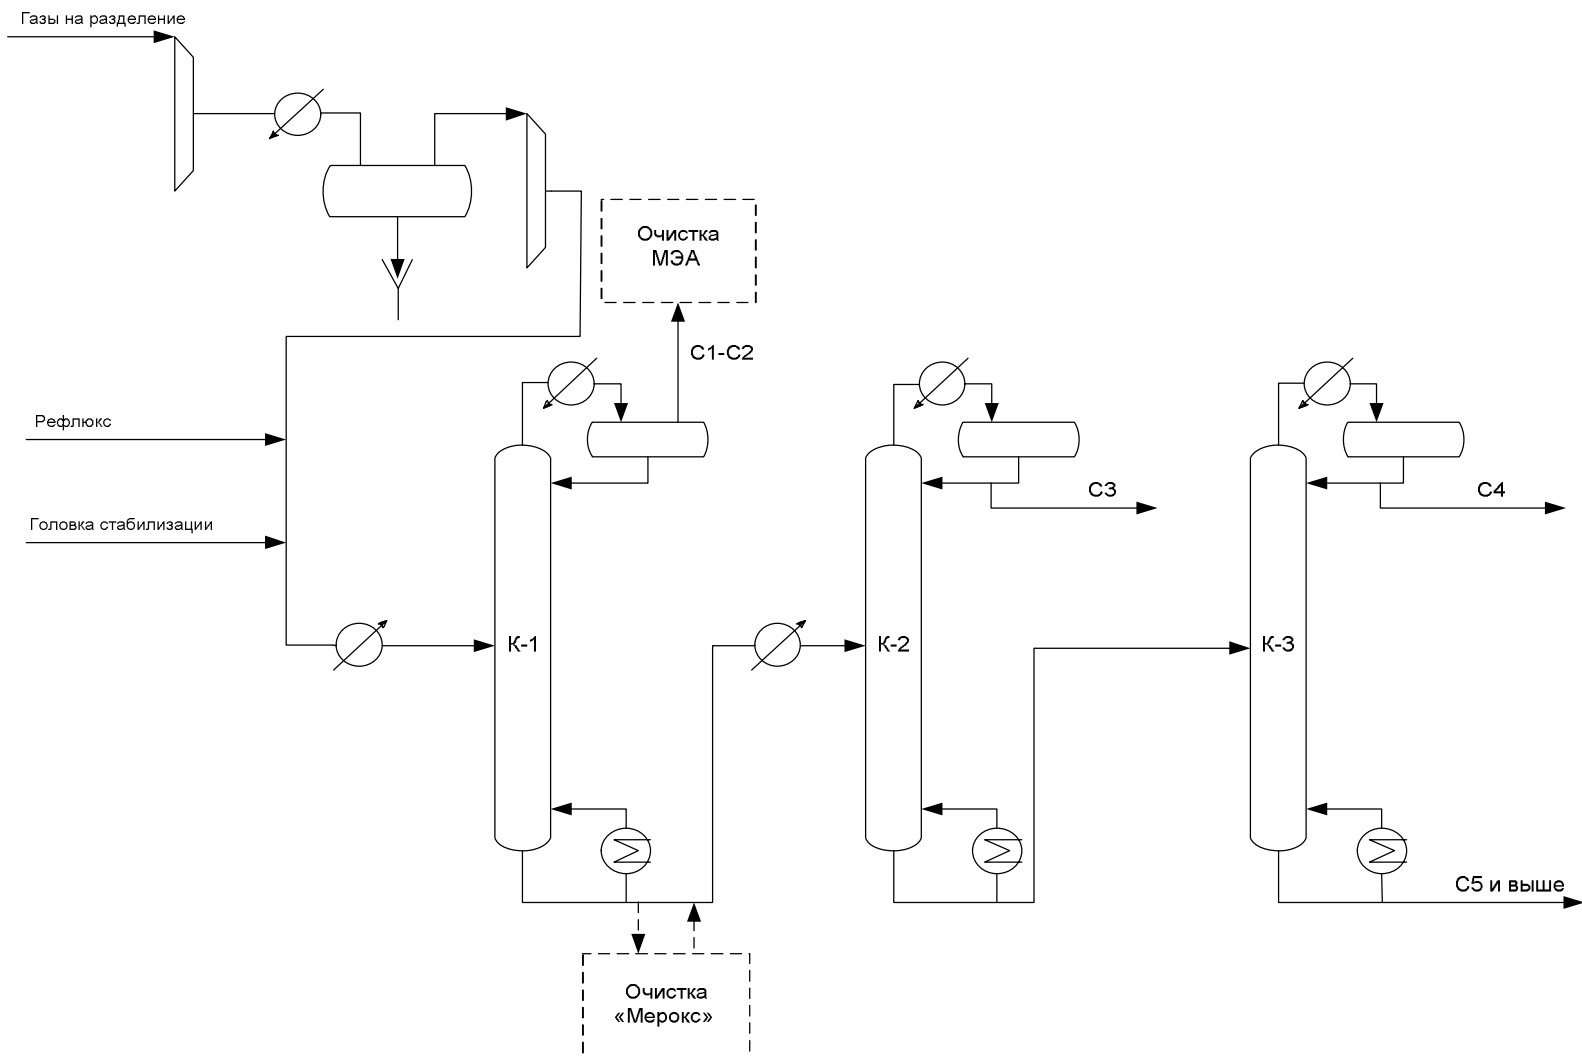 Газы на разделение
Очистка
МЭА
С1-С2
Рефлюкс
С3
С4
Головка стабилизации
К-1
К-2
К-3
С5 и выше
Очистка
«Мерокс»